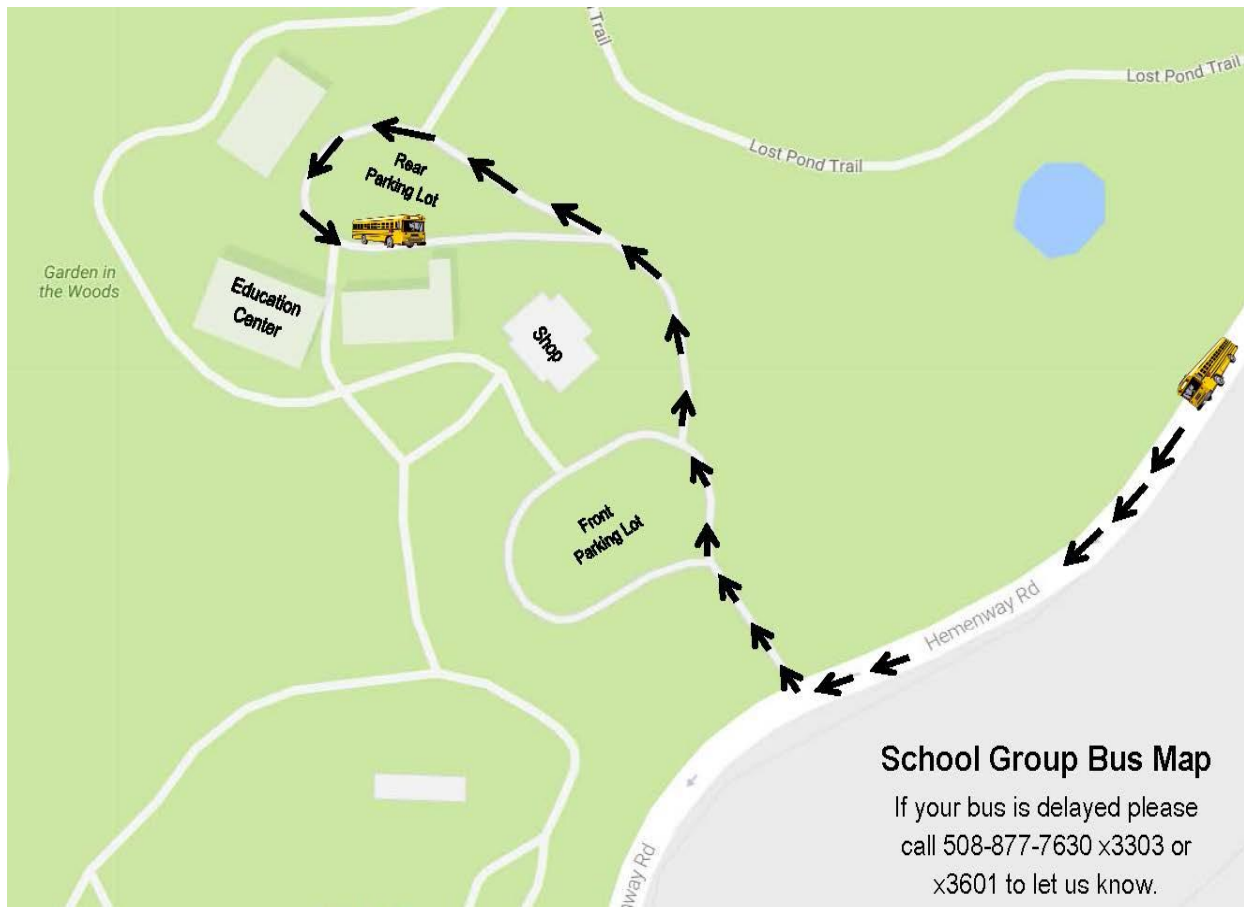 Trail
Lost Pond Trail
Lost Pond Trail
Rear
Parking Lot
Garden in
the Woods
Education
Center
Shop
Front
Parking Lot
Hemenway Rd
School Group Bus Map
If your bus is delayed please
call 508-877-7630 x3303 or
x3601 to let us know.
nway Rd